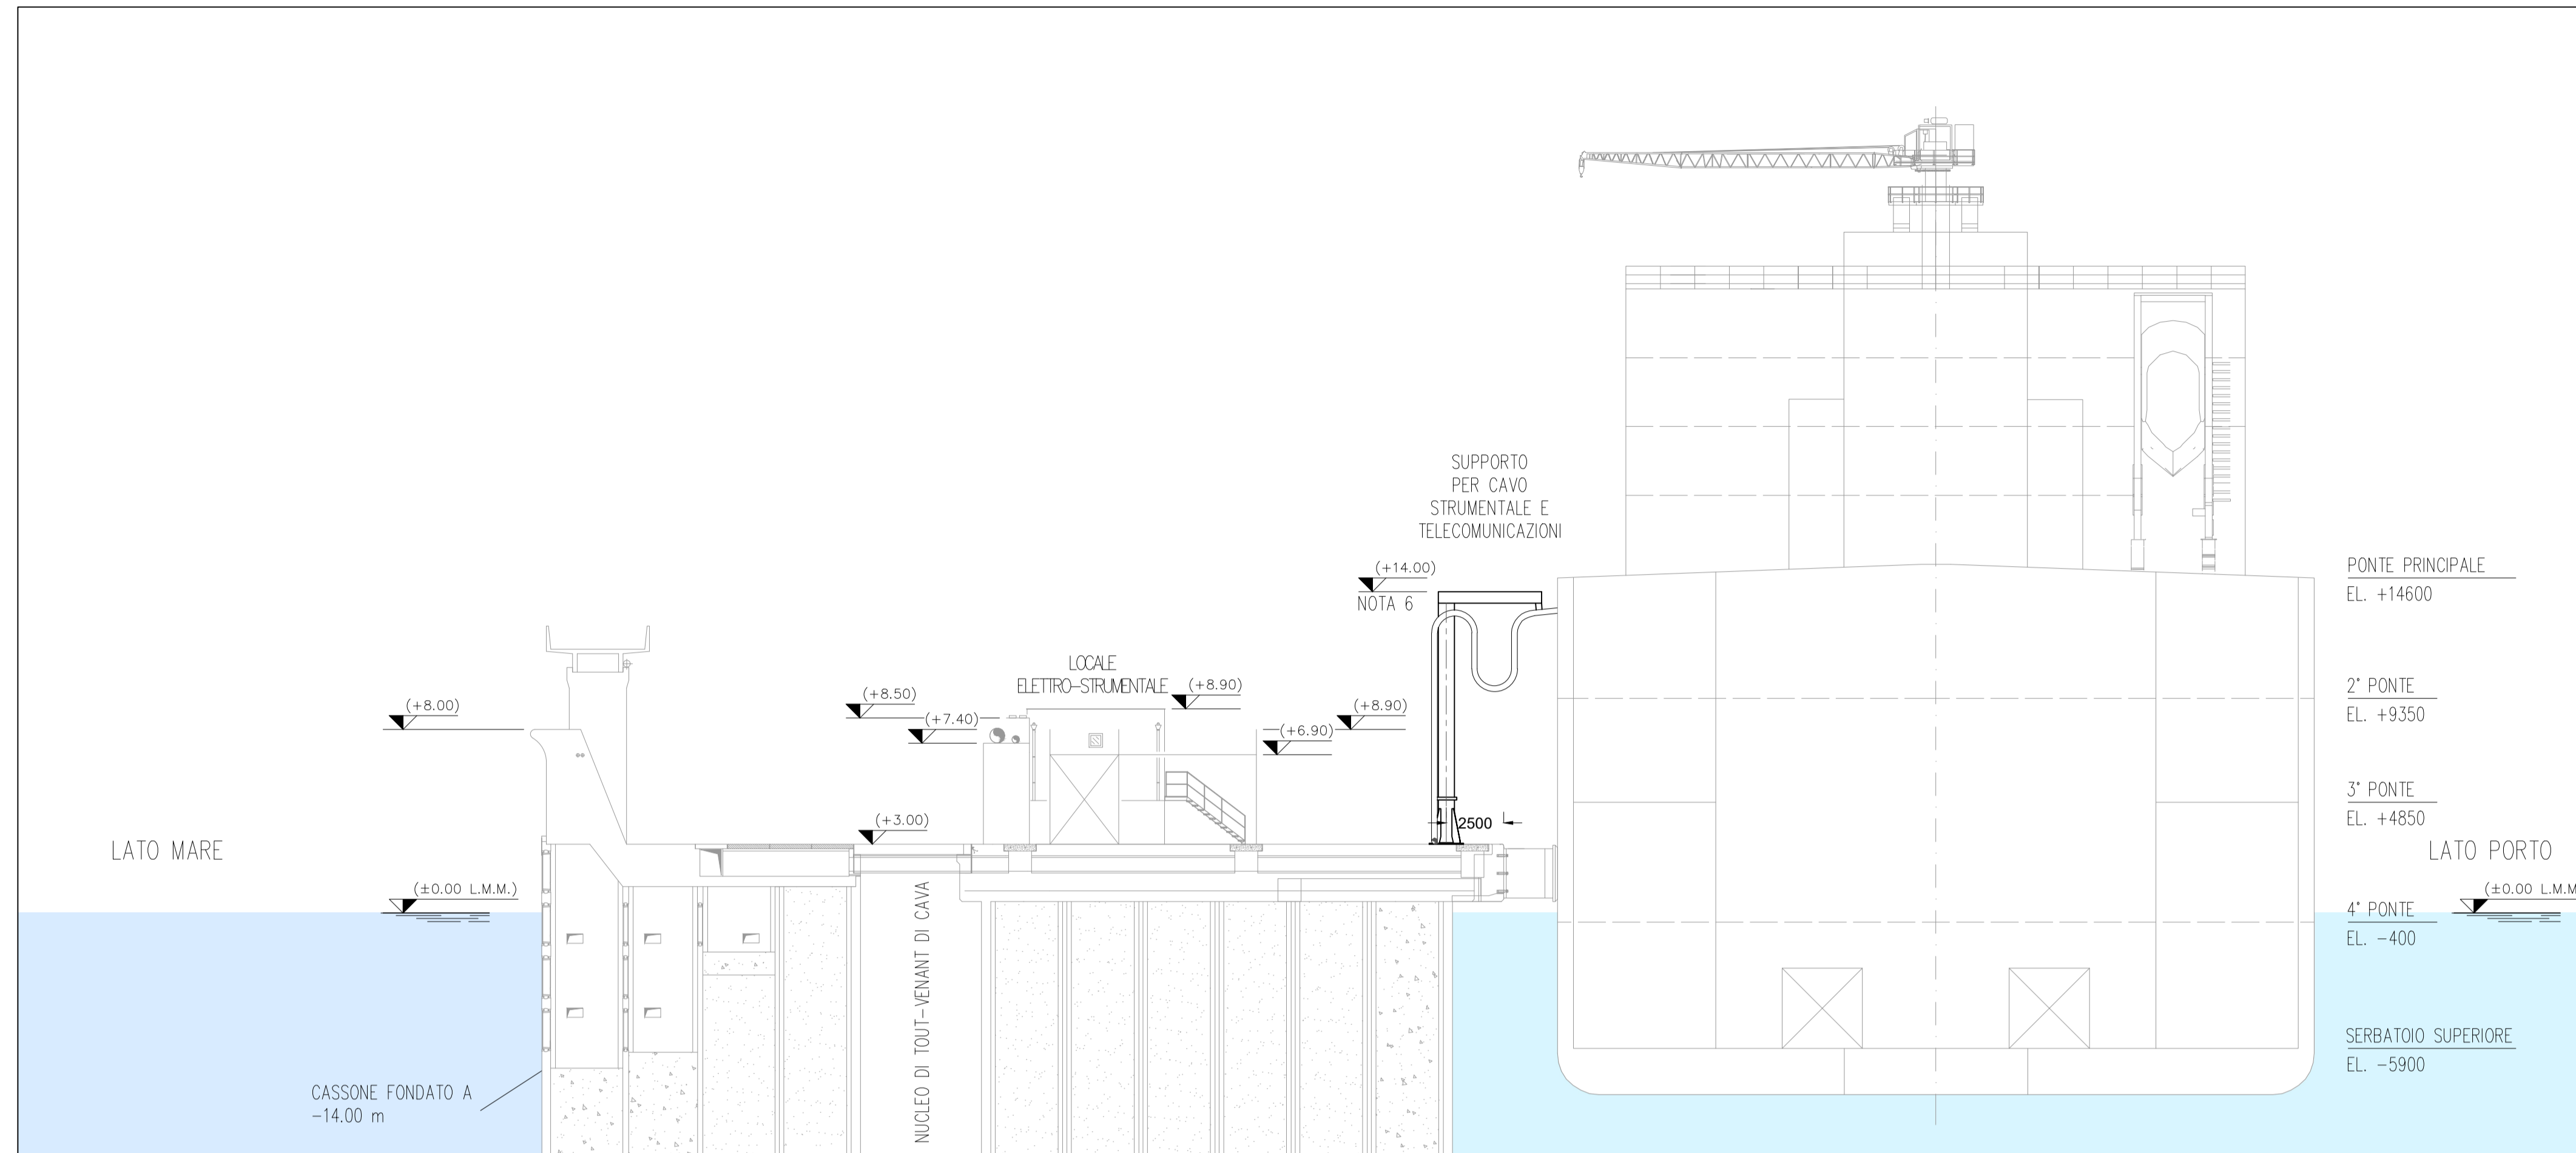 SUPPORTO
PER CAVO
STRUMENTALE E
TELECOMUNICAZIONI
(+14.00)
NOTA 6
PONTE PRINCIPALE
EL. +14600
LOCALE
ELETTRO-STRUMENTALE
(+8.90)
(+8.50)
(+8.00)
(+7.40)
(+8.90)
(+6.90)
2° PONTE
EL. +9350
3° PONTE
EL. +4850
(+3.00)
2500
LATO MARE
LATO PORTO
(±0.00 L.M.M.)
(±0.00 L.M.M
4° PONTE
EL. -400
NUCLEO DI TOUT-VENANT DI CAVA
SERBATOIO SUPERIORE
EL. -5900
CASSONE FONDATO A
-14.00 m